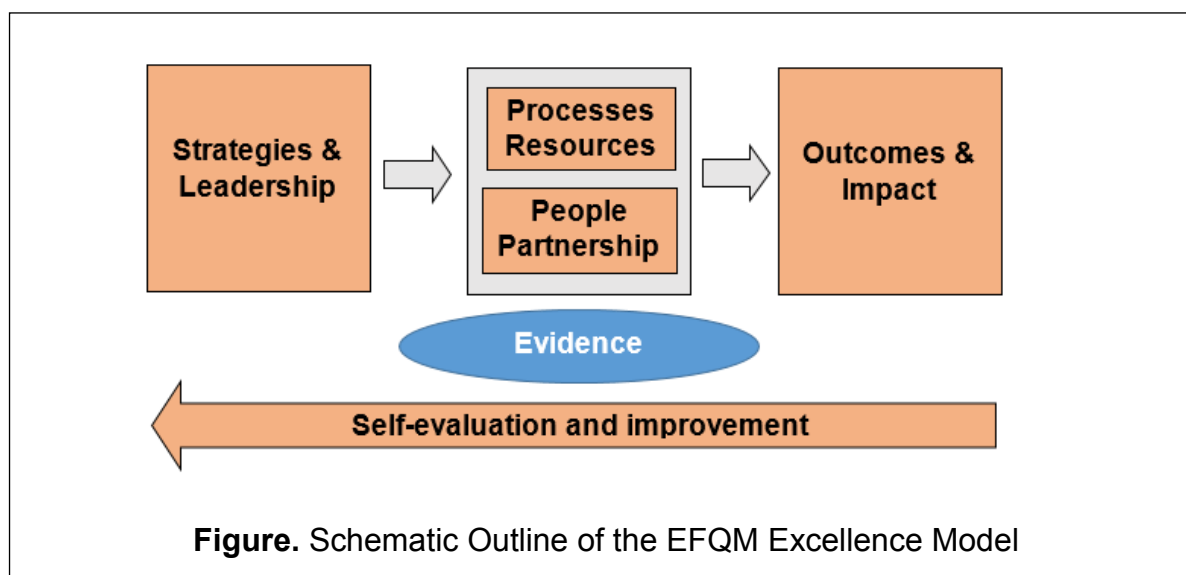 Strategies &
Leadership
Processes
Resources
People
Partnership
Outcomes &
Impact
Evidence
Self-evaluation and improvement
Figure. Schematic Outline of the EFQM Excellence Model